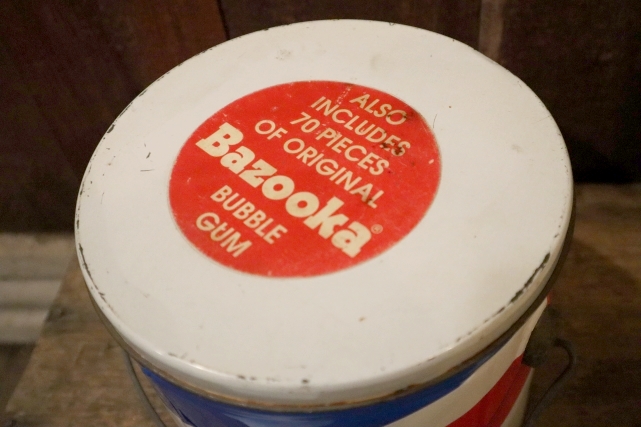 ALSO
INCLUDES
70 PIECES
OF ORIGINAL
Bazooka®
BUBBLE
GUM